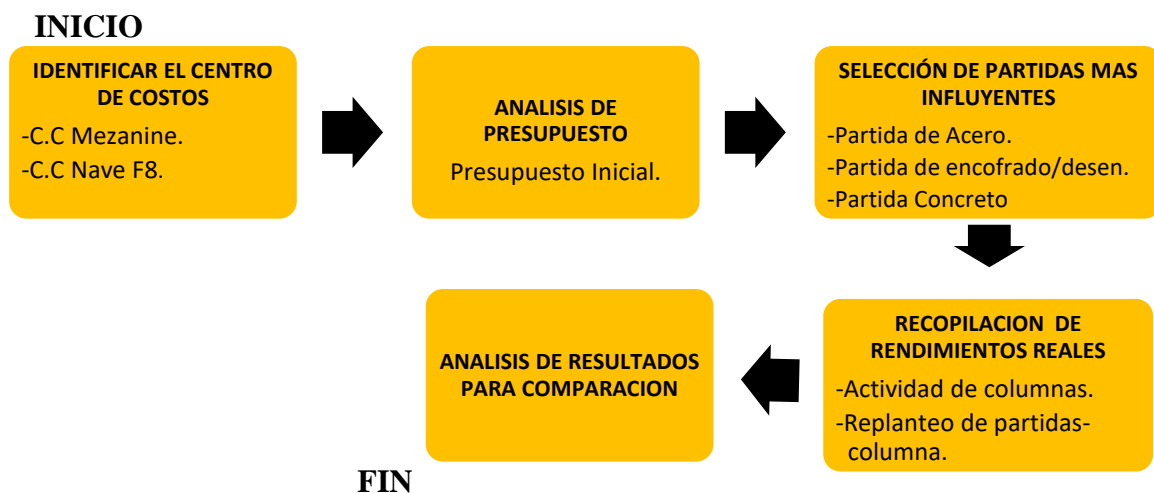 INICIO
IDENTIFICAR EL CENTRO
DE COSTOS
-C.C Mezanine.
-C.C Nave F8.
ANALISIS DE
PRESUPUESTO
Presupuesto Inicial.
SELECCIÓN DE PARTIDAS MAS
INFLUYENTES
-Partida de Acero.
-Partida de encofrado/desen.
-Partida Concreto
RECOPILACION DE
RENDIMIENTOS REALES
-Actividad de columnas.
-Replanteo de partidas-
columna.
ANALISIS DE RESULTADOS
PARA COMPARACION
FIN